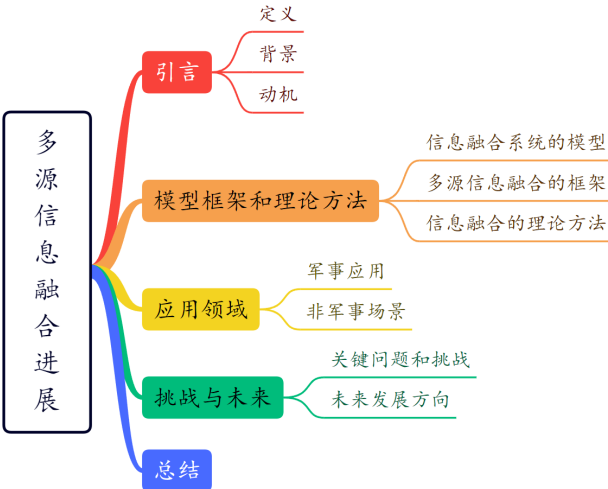 多源信息融合进展
引言
定义
背景
动机
模型框架和理论方法
信息融合系统的模型
多源信息融合的框架
信息融合的理论方法
应用领域
军事应用
非军事场景
挑战与未来
关键问题和挑战
未来发展方向
总结